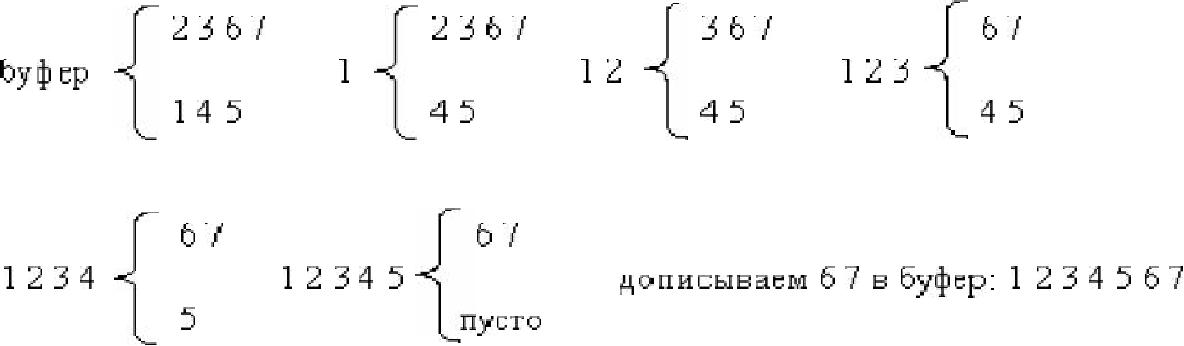 2 3 6 7 2 3 6 7 3 6 7 6 7
буфер 1 1 2 1 2 3
1 4 5 4 5 4 5 4 5
6 7 6 7
1 2 3 4 1 2 3 4 5 дописываем 6 7 в буфер: 1 2 3 4 5 6 7
5 пусто